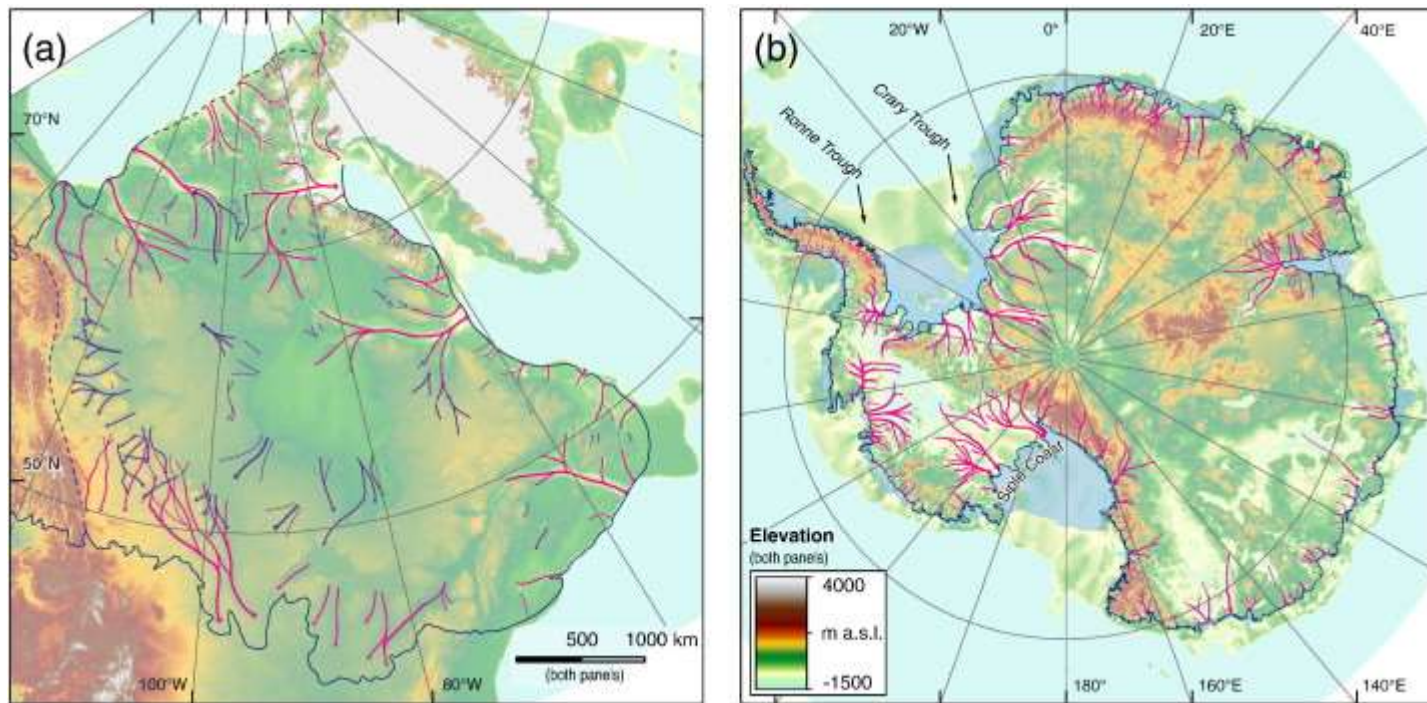 (a)
70°N
50°N
100°W
80°W
500 1000 km
(both panels)
(b)
20°W
0°
20°E
40°E
Crary Trough
Ronne Trough
Siple Coast
Elevation
(both panels)
4000
m a.s.l.
-1500
180°
160°E
140°E